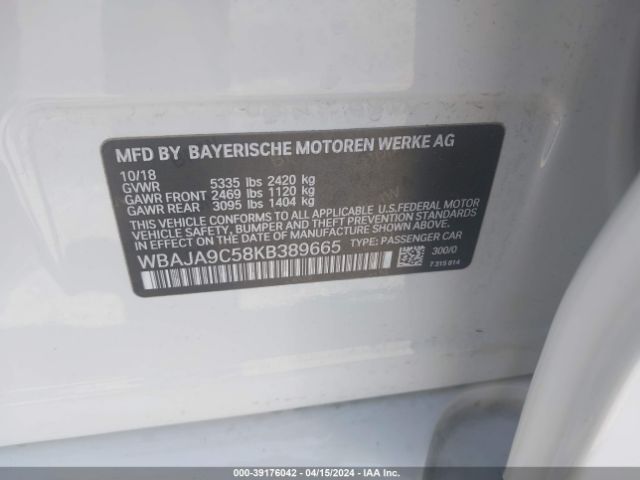 MFD BY BAYERISCHE MOTOREN WERKE AG
10/18
GVWR 5335 lbs 2420 kg
GAWR FRONT 2469 lbs 1120 kg
GAWR REAR 3095 lbs 1404 kg
THIS VEHICLE CONFORMS TO ALL APPLICABLE U.S. FEDERAL MOTOR
VEHICLE SAFETY, BUMPER AND THEFT PREVENTION STANDARDS
IN EFFECT ON THE DATE OF MANUFACTURE SHOWN ABOVE.
WBAJA9C58KB389665 TYPE: PASSENGER CAR
300/0
7 315 814
000-39176042 - 04/15/2024 - IAA Inc.